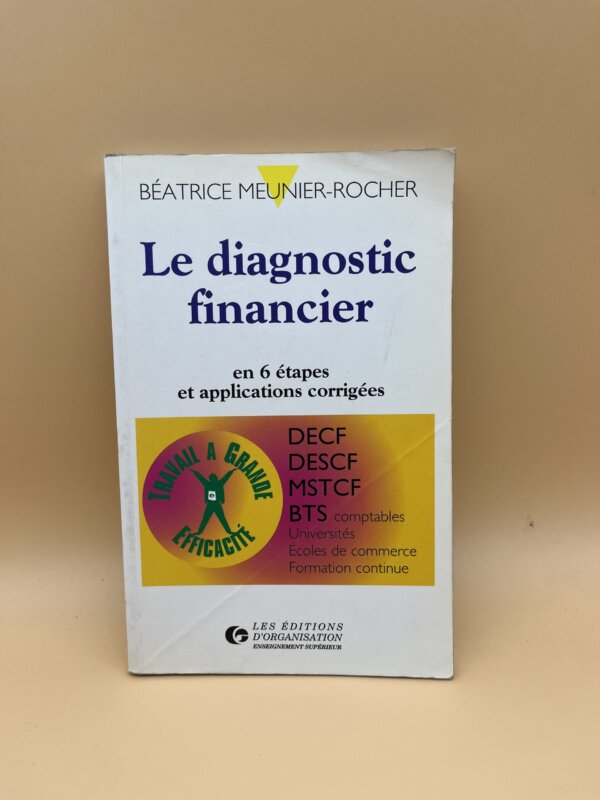 BÉATRICE MEUNIER-ROCHER
Le diagnostic
financier
en 6 étapes
et applications corrigées
TRAVAIL A GRANDE
EFFICACITÉ
DECF
DESCF
MSTCF
BTS comptables
Universités
Écoles de commerce
Formation continue
LES ÉDITIONS
D'ORGANISATION
ENSEIGNEMENT SUPÉRIEUR